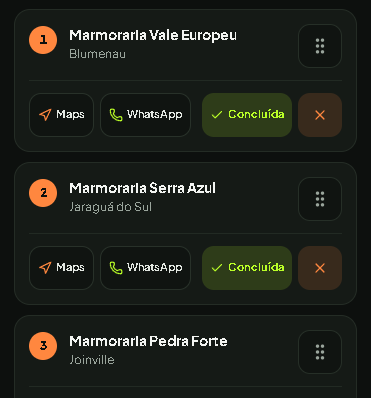 1
Marmoraria Vale Europeu
Blumenau
Maps
WhatsApp
Concluída
2
Marmoraria Serra Azul
Jaraguá do Sul
Maps
WhatsApp
Concluída
3
Marmoraria Pedra Forte
Joinville